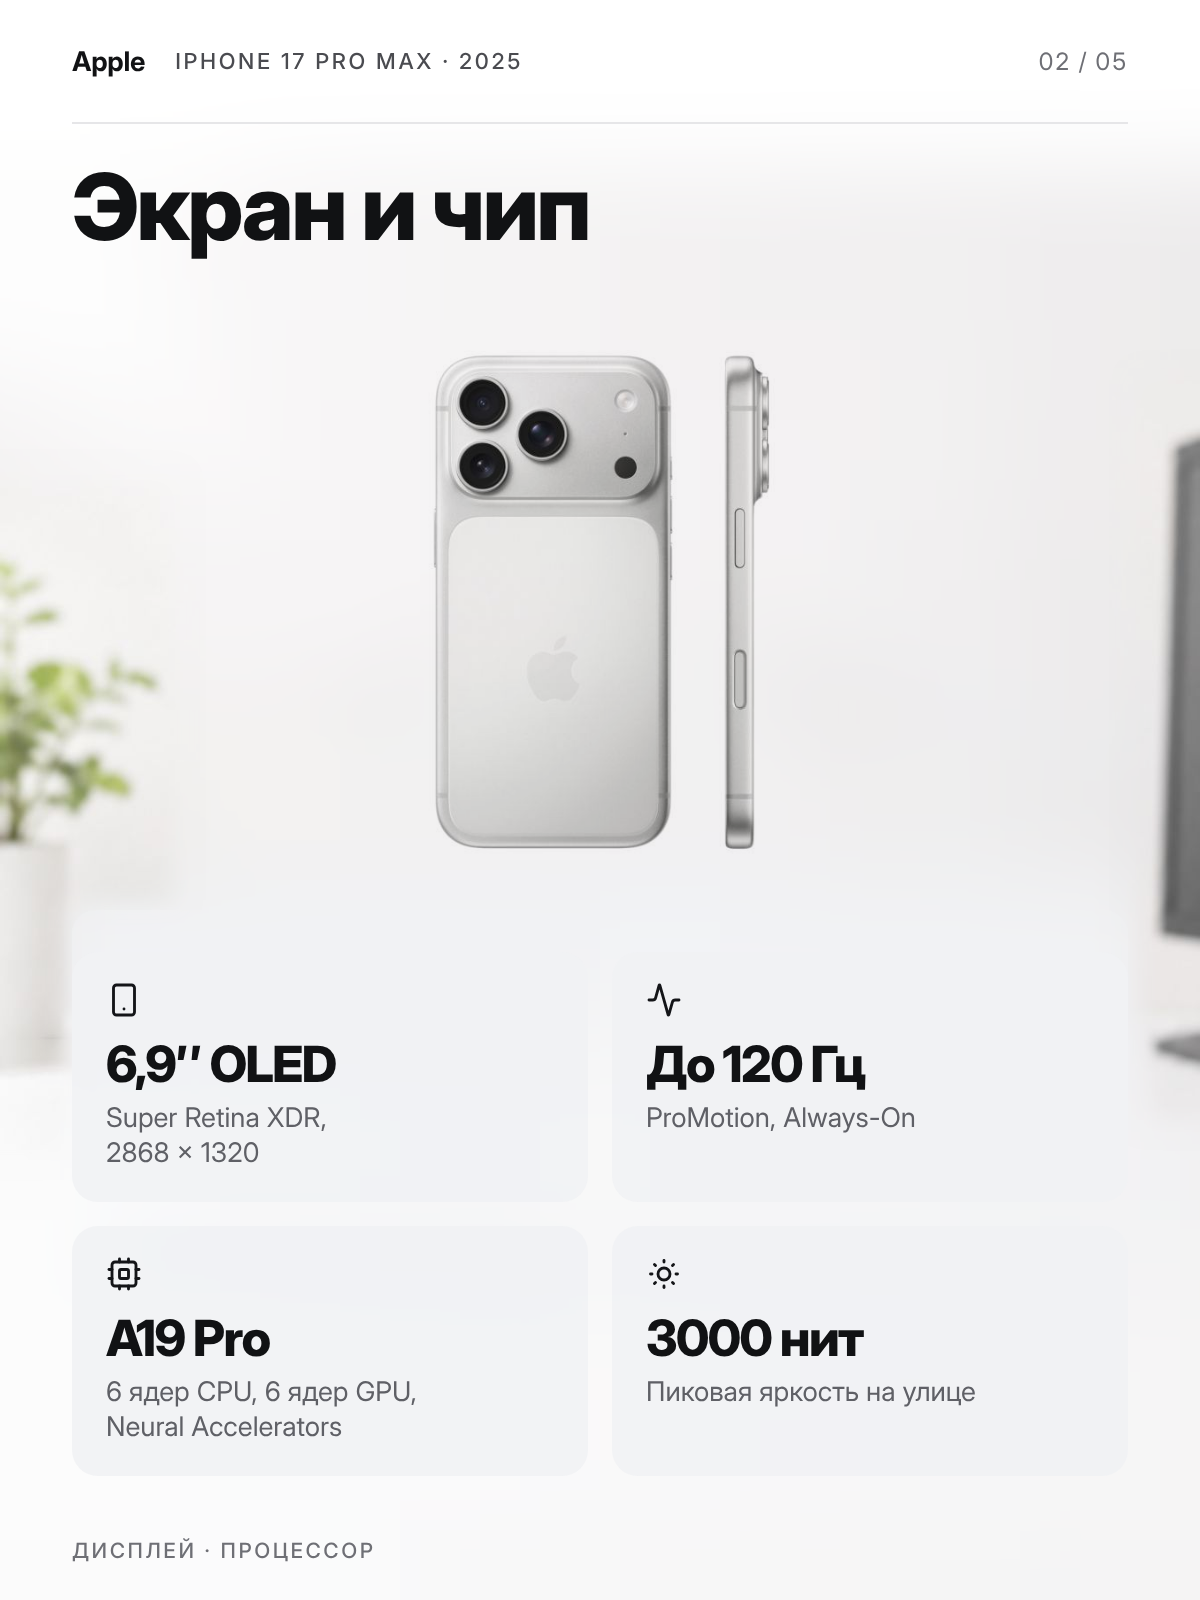 Apple IPHONE 17 PRO MAX · 2025 02 / 05
Экран и чип
6,9″ OLED
Super Retina XDR,
2868 × 1320
До 120 Гц
ProMotion, Always-On
A19 Pro
6 ядер CPU, 6 ядер GPU,
Neural Accelerators
3000 нит
Пиковая яркость на улице
ДИСПЛЕЙ · ПРОЦЕССОР